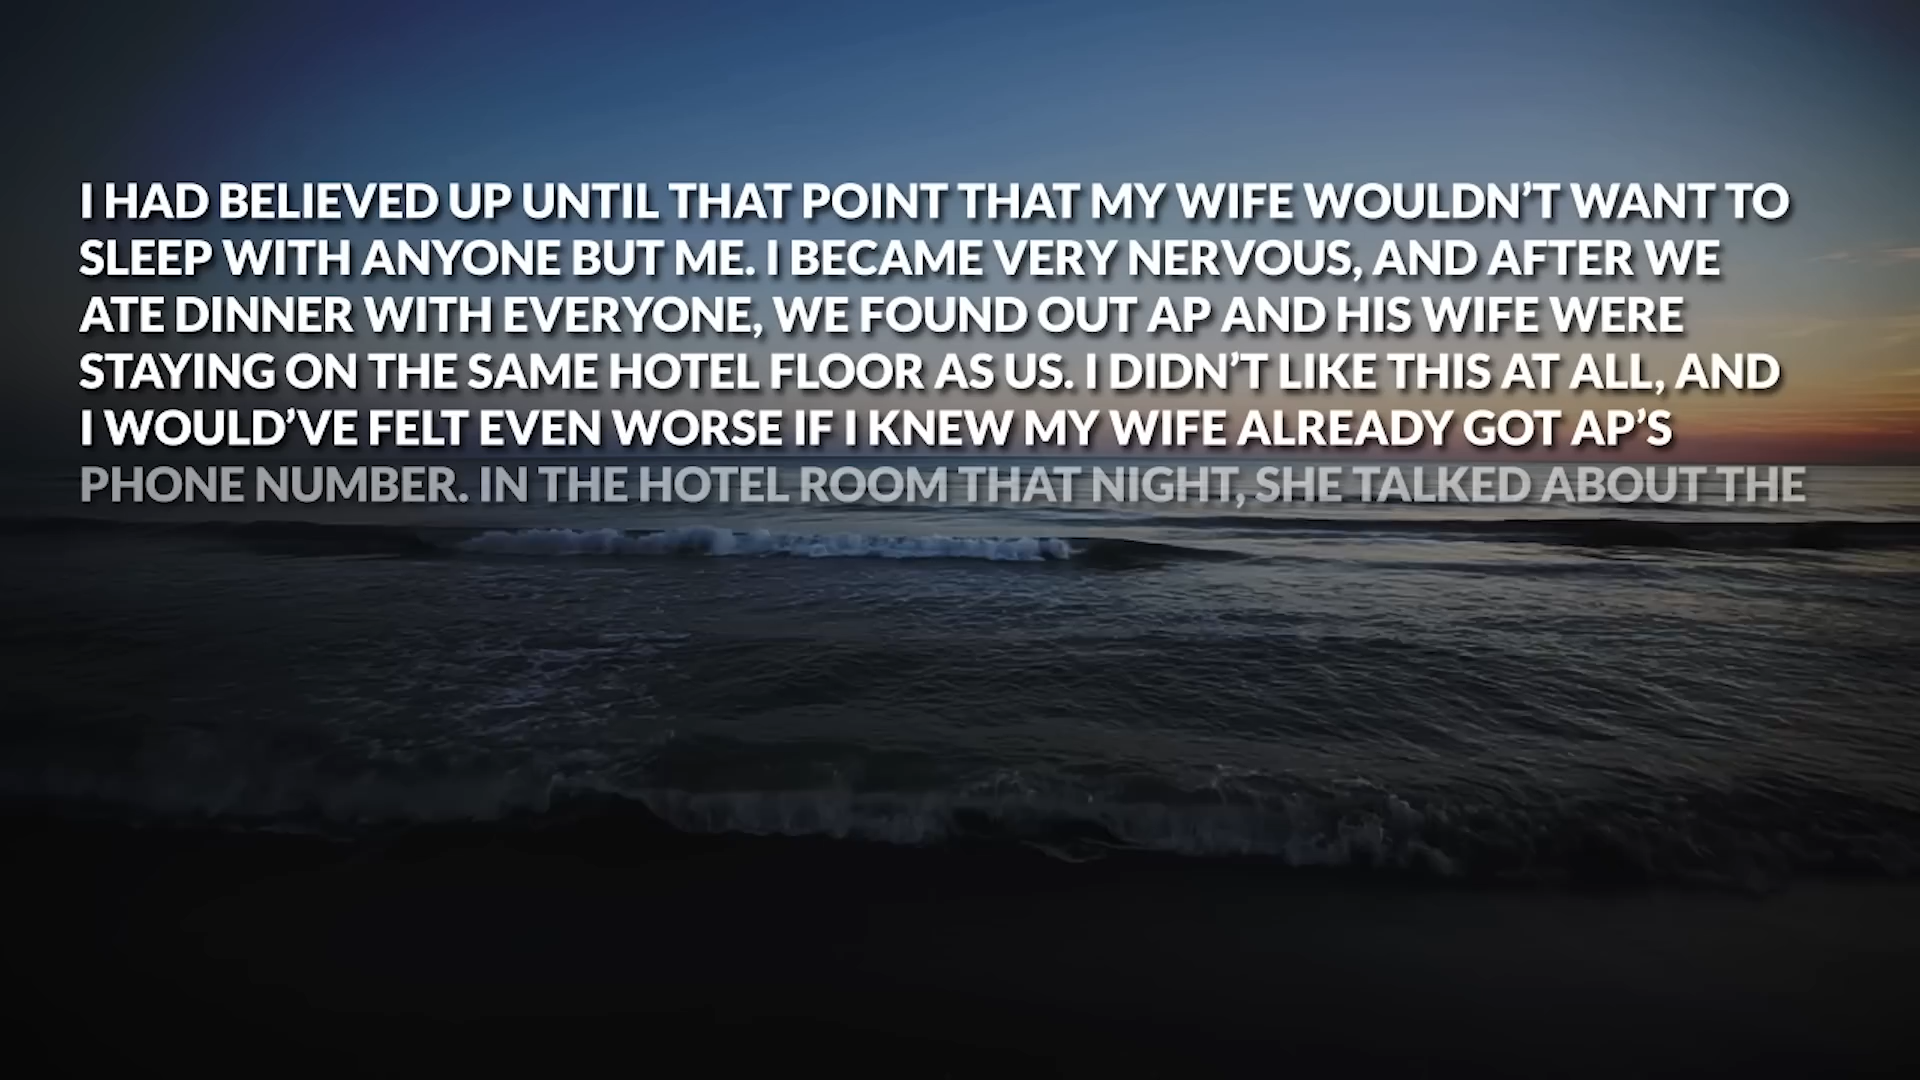 I HAD BELIEVED UP UNTIL THAT POINT THAT MY WIFE WOULDN’T WANT TO
SLEEP WITH ANYONE BUT ME. I BECAME VERY NERVOUS, AND AFTER WE
ATE DINNER WITH EVERYONE, WE FOUND OUT AP AND HIS WIFE WERE
STAYING ON THE SAME HOTEL FLOOR AS US. I DIDN’T LIKE THIS AT ALL, AND
I WOULD’VE FELT EVEN WORSE IF I KNEW MY WIFE ALREADY GOT AP’S
PHONE NUMBER. IN THE HOTEL ROOM THAT NIGHT, SHE TALKED ABOUT THE